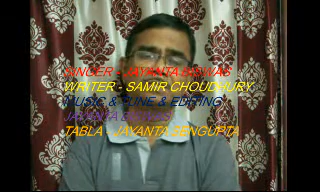 SINGER - JAYANTA BISWAS
WRITER - SAMIR CHOUDHURY
MUSIC & TUNE & EDITING
JAYANTA BISWAS
TABLA - JAYANTA SENGUPTA